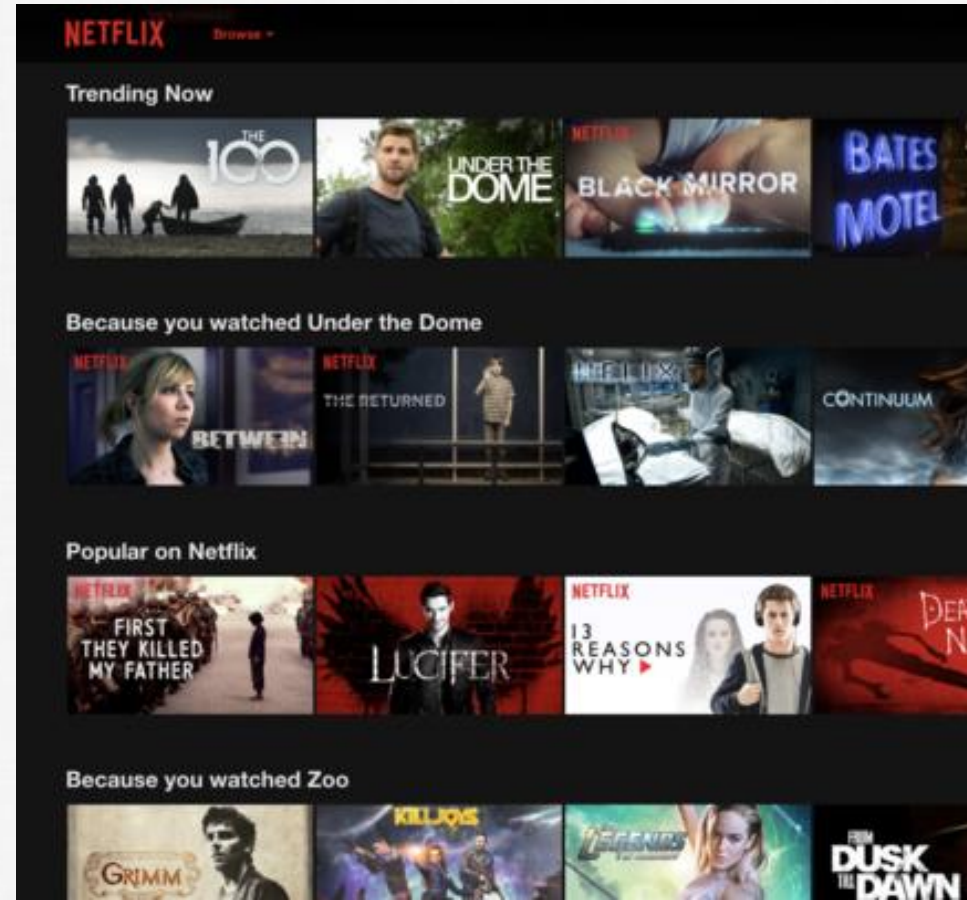 NETFLIX
Browse
Trending Now
THE
100
UNDER THE
DOME
NETFLIX
BLACK MIRROR
BATES
MOTEL
Because you watched Under the Dome
NETFLIX
BETWEEN
NETFLIX
THE RETURNED
HELIX
CONTINUUM
Popular on Netflix
NETFLIX
FIRST
THEY KILLED
MY FATHER
LUCIFER
NETFLIX
13
REASONS
WHY
NETFLIX
DEA
N
Because you watched Zoo
GRIMM
KILLJOYS
LEGENDS
FROM
DUSK
TILL DAWN